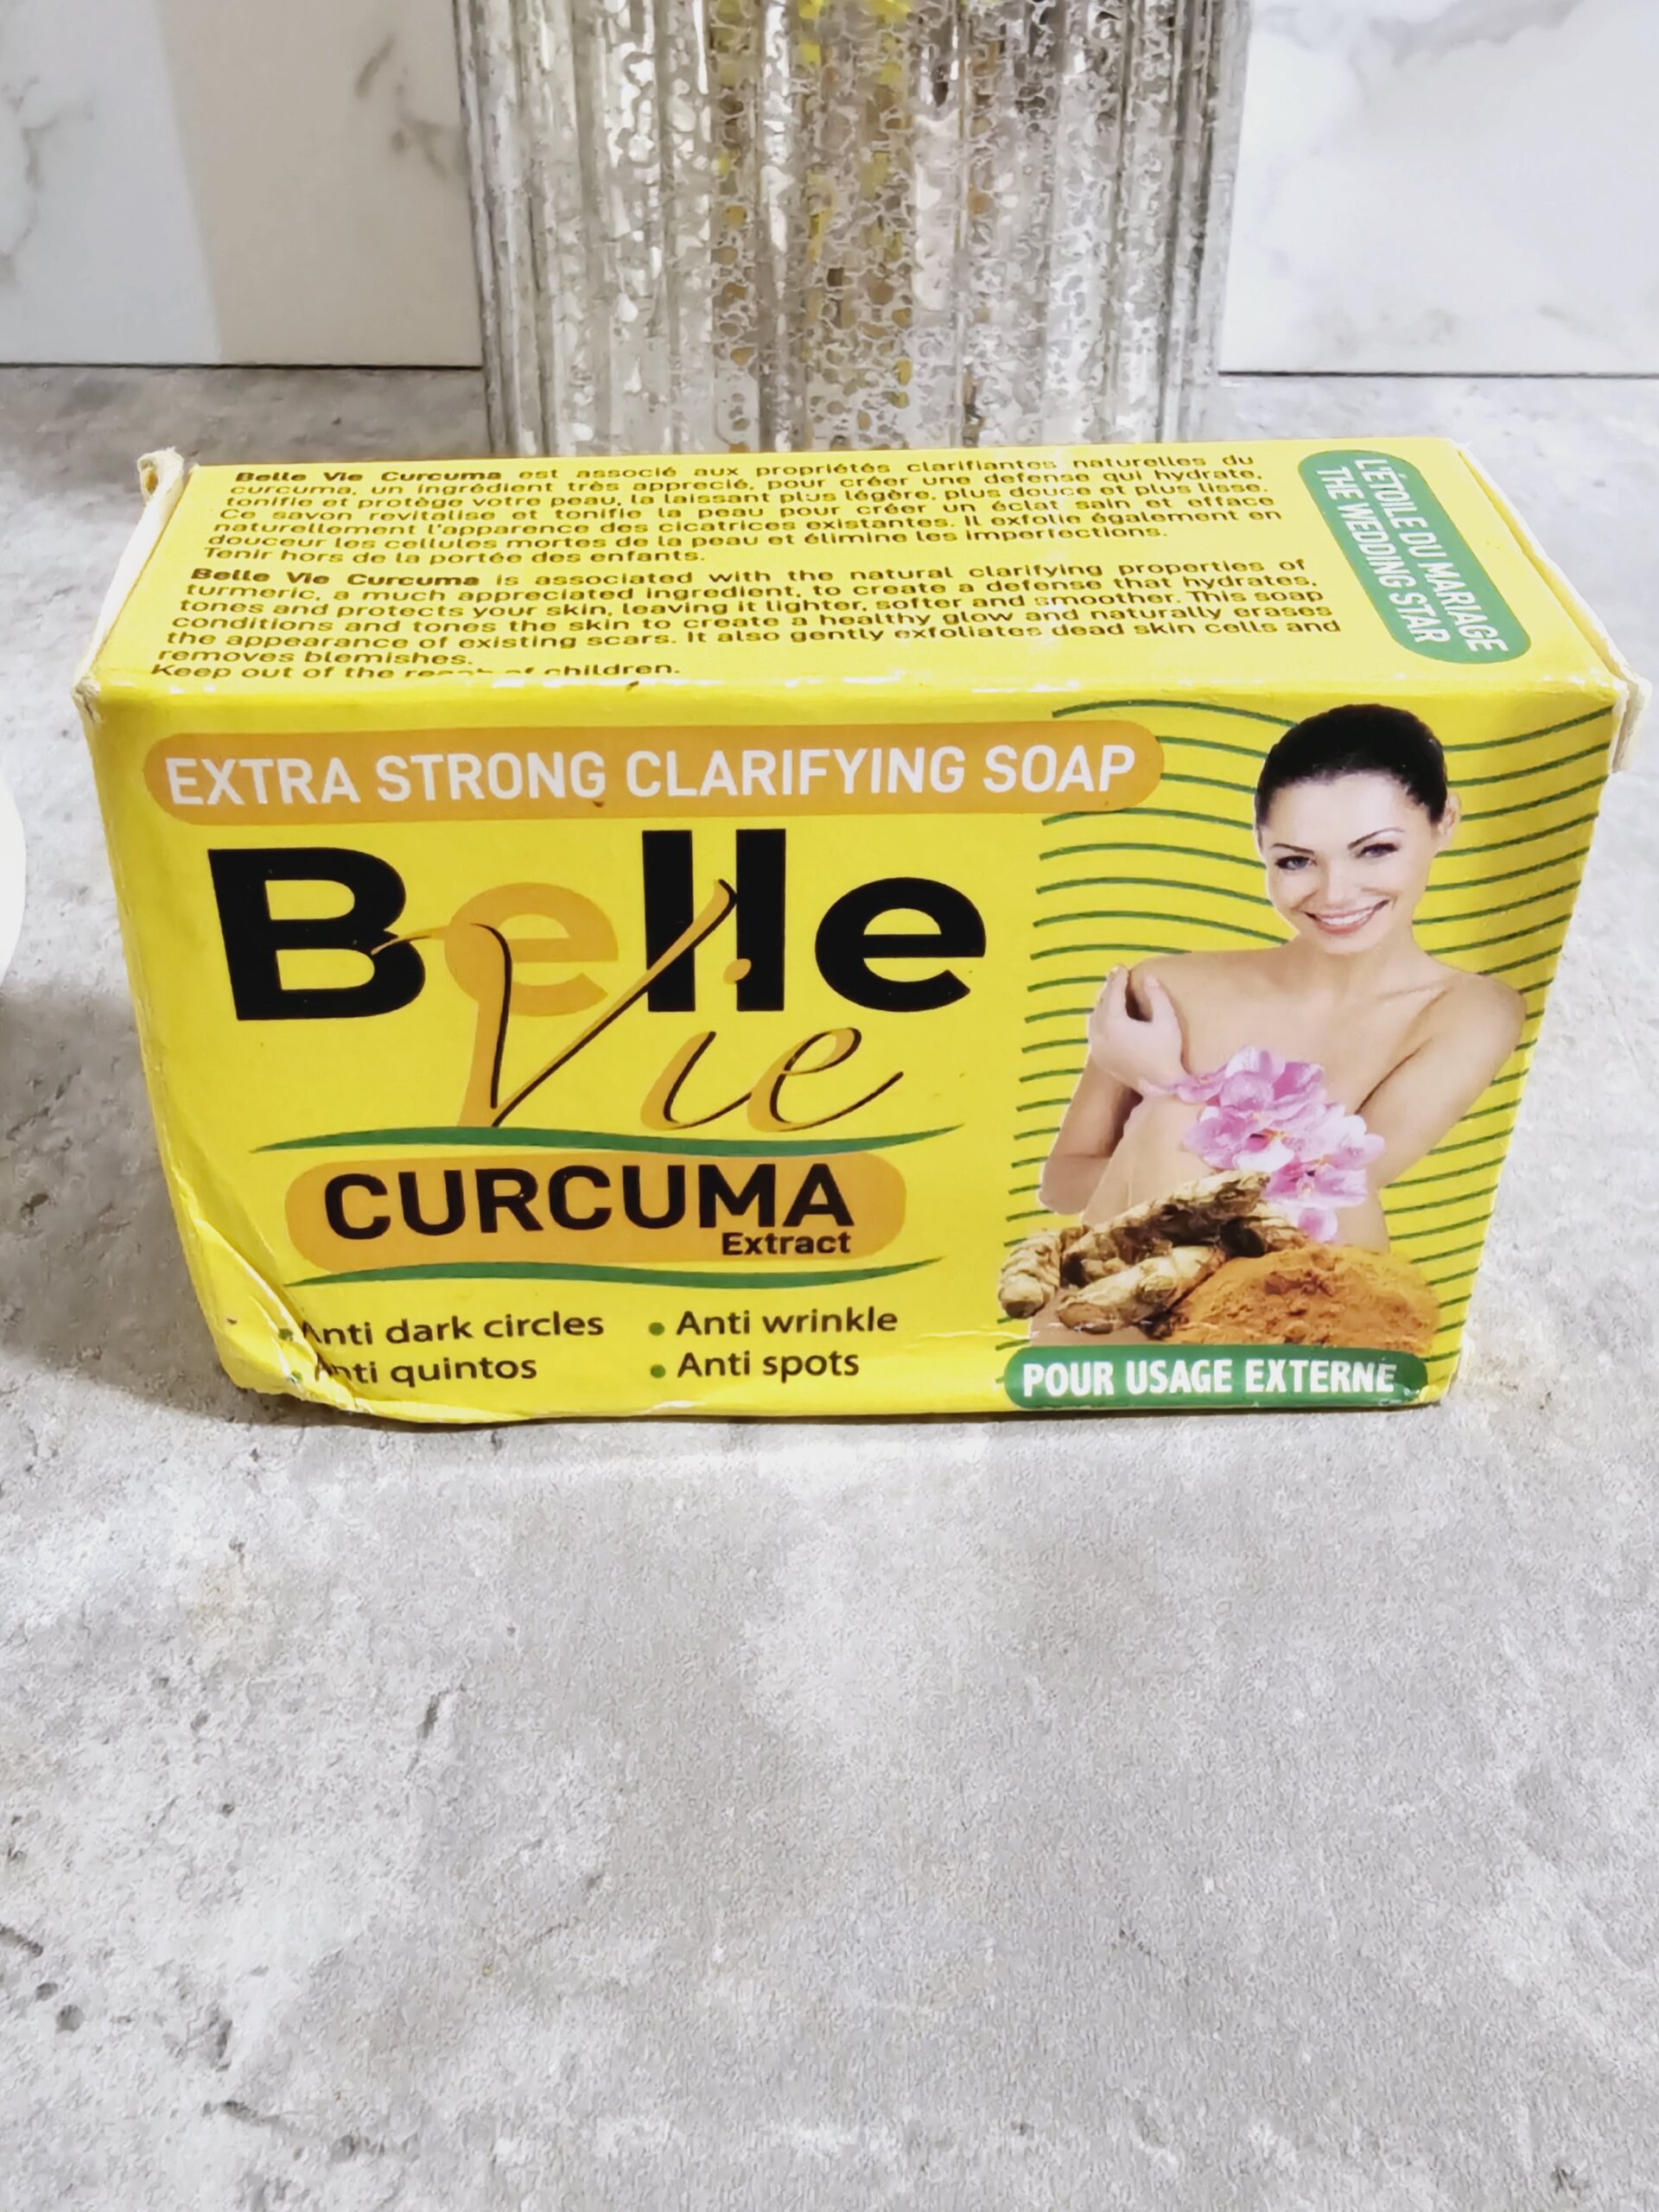 Belle Vie Curcuma est associé aux propriétés clarifiantes naturelles du
curcuma, un ingrédient très apprecié, pour créer une defense qui hydrate,
tonifie et protège votre peau, la laissant plus légère, plus douce et plus lisse.
Ce savon revitalise et tonifie la peau pour créer un éclat sain et efface
naturellement l'apparence des cicatrices existantes. Il exfolie également en
douceur les cellules mortes de la peau et élimine les imperfections.
Tenir hors de la portée des enfants.
Belle Vie Curcuma is associated with the natural clarifying properties of
turmeric, a much appreciated ingredient, to create a defense that hydrates,
tones and protects your skin, leaving it lighter, softer and smoother. This soap
conditions and tones the skin to create a healthy glow and naturally erases
the appearance of existing scars. It also gently exfoliates dead skin cells and
removes blemishes.
Keep out of the reach of children.
L'ÉTOILE DU MARIAGE
THE WEDDING STAR
EXTRA STRONG CLARIFYING SOAP
Belle
Vie
CURCUMA
Extract
• Anti dark circles
• Anti quintos
• Anti wrinkle
• Anti spots
POUR USAGE EXTERNE